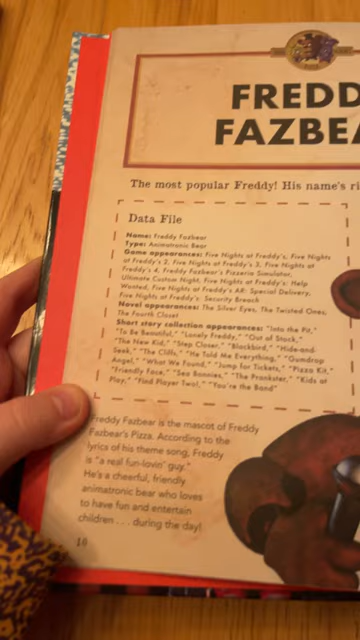 FREDD
FAZBEA
The most popular Freddy! His name's ri
Data File
Name: Freddy Fazbear
Type: Animatronic Bear
Game appearances: Five Nights at Freddy's, Five Nights
at Freddy's 2, Five Nights at Freddy's 3, Five Nights at
Freddy's 4, Freddy Fazbear's Pizzeria Simulator,
Ultimate Custom Night, Five Nights at Freddy's: Help
Wanted, Five Nights at Freddy's AR: Special Delivery,
Five Nights at Freddy's: Security Breach
Novel appearances: The Silver Eyes, The Twisted Ones,
The Fourth Closet
Short story collection appearances: "Into the Pit,"
"To Be Beautiful," "Lonely Freddy," "Out of Stock,"
"The New Kid," "Step Closer," "Blackbird," "Hide-and-
Seek," "The Cliffs," "He Told Me Everything," "Gumdrop
Angel," "What We Found," "Jump for Tickets," "Pizza Kit,"
"Friendly Face," "Sea Bonnies," "The Prankster," "Kids at
Play," "Find Player Two!," "You're the Band"
Freddy Fazbear is the mascot of Freddy
Fazbear's Pizza. According to the
lyrics of his theme song, Freddy
is "a real fun-lovin' guy."
He's a cheerful, friendly
animatronic bear who loves
to have fun and entertain
children . . . during the day!
10